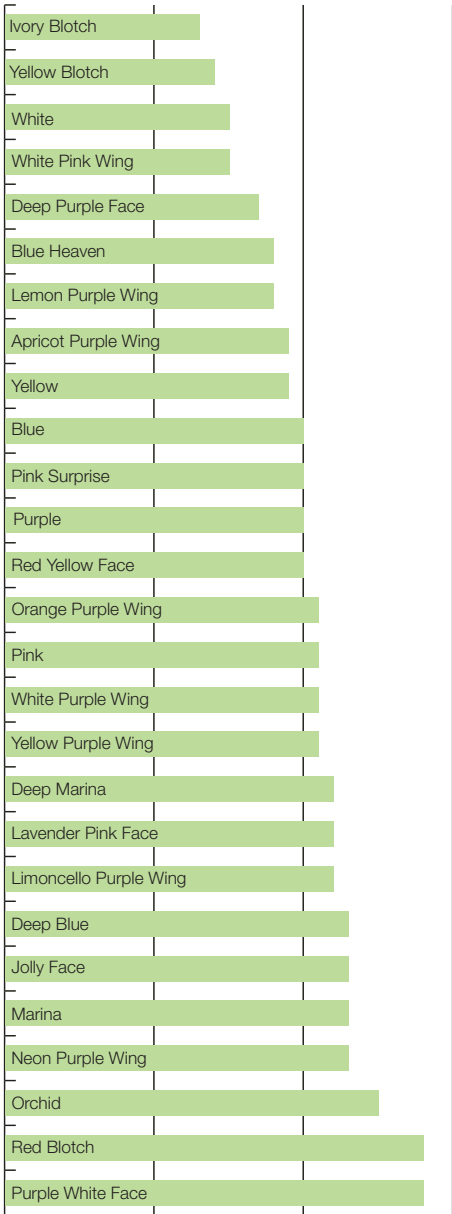 Ivory Blotch
Yellow Blotch
White
White Pink Wing
Deep Purple Face
Blue Heaven
Lemon Purple Wing
Apricot Purple Wing
Yellow
Blue
Pink Surprise
Purple
Red Yellow Face
Orange Purple Wing
Pink
White Purple Wing
Yellow Purple Wing
Deep Marina
Lavender Pink Face
Limoncello Purple Wing
Deep Blue
Jolly Face
Marina
Neon Purple Wing
Orchid
Red Blotch
Purple White Face